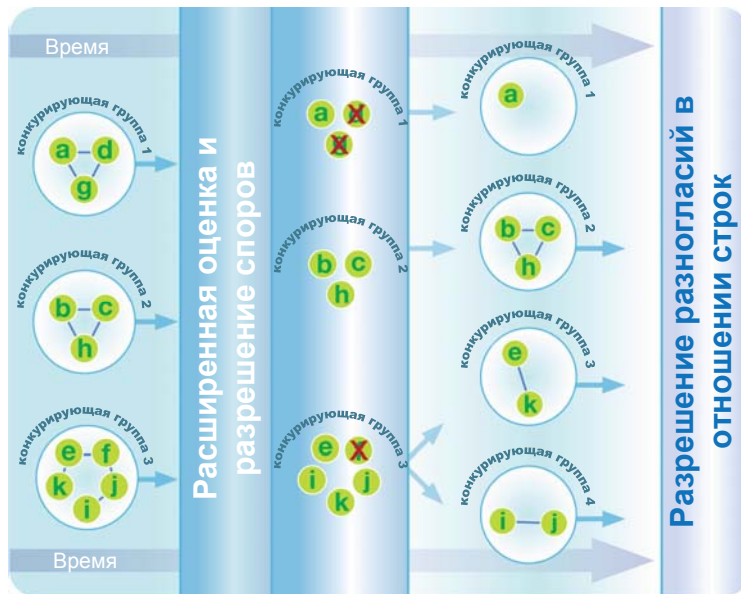 Время
конкурирующая группа 1
a d
g
конкурирующая группа 2
b c
h
конкурирующая группа 3
e f
k j
i
Расширенная оценка и
разрешение споров
конкурирующая группа 1
a
конкурирующая группа 2
b c
h
конкурирующая группа 3
e
i j
k
конкурирующая группа 1
a
конкурирующая группа 2
b c
h
конкурирующая группа 3
e
k
конкурирующая группа 4
i j
Разрешение разногласий в
отношении строк
Время